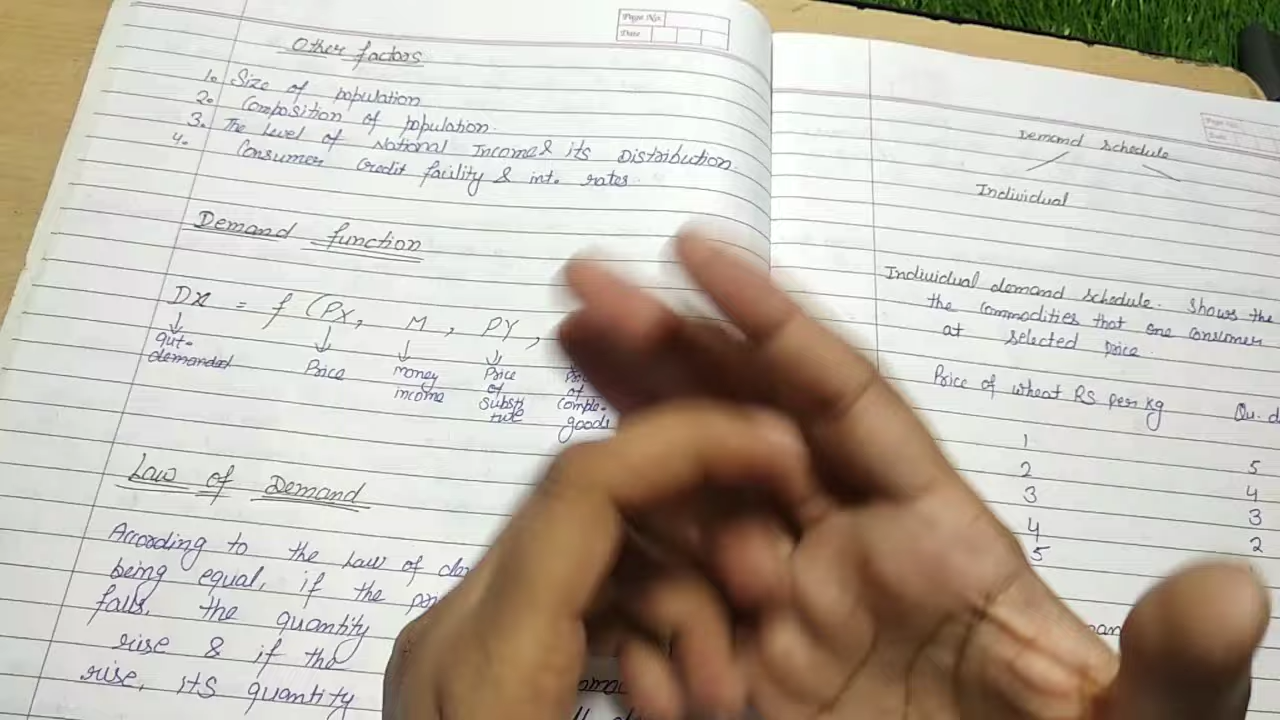 Page No.
Date
Other factors
1. Size of population
2. Composition of population.
3. The Level of National Income & its Distribution.
4. Consumer Credit facility & int. rates.
Demand function
Dx = f (Px, M, PY,
qut. demanded
Price
money income
Price of substitute
of comple. goods
Law of Demand
According to the Law of
being equal, if the
falls, the quantity
rise & if the
rise, its quantity
Demand Schedule
Individual
Individual demand schedule. Shows the
the commodities that one consumer
at selected price.
Price of wheat RS per kg
1 5
2 4
3 3
4 2
5